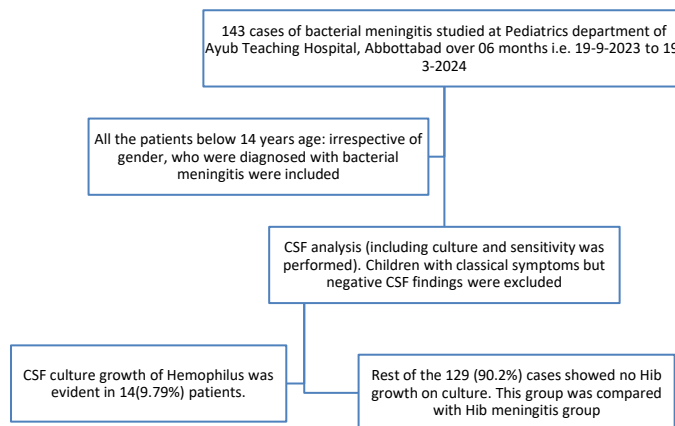 143 cases of bacterial meningitis studied at Pediatrics department of
Ayub Teaching Hospital, Abbottabad over 06 months i.e. 19-9-2023 to 19
3-2024
All the patients below 14 years age: irrespective of
gender, who were diagnosed with bacterial
meningitis were included
CSF analysis (including culture and sensitivity was
performed). Children with classical symptoms but
negative CSF findings were excluded
CSF culture growth of Hemophilus was
evident in 14(9.79%) patients.
Rest of the 129 (90.2%) cases showed no Hib
growth on culture. This group was compared
with Hib meningitis group